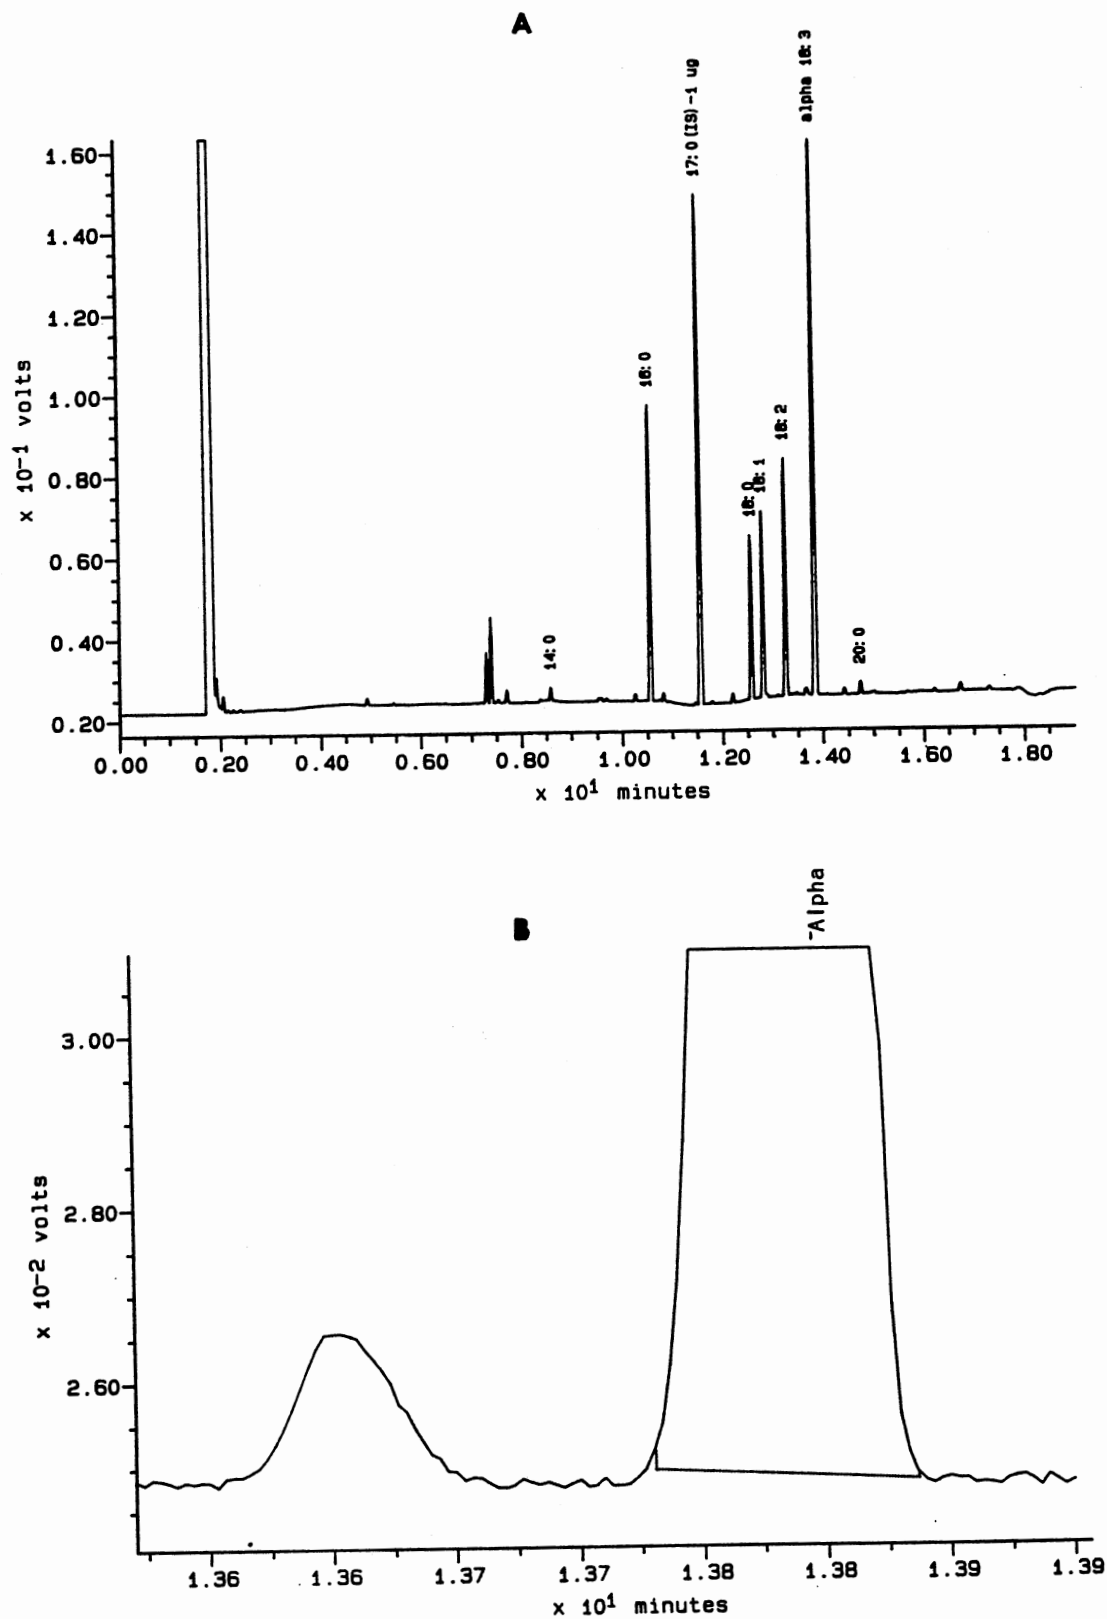 A
alpha 18:3
17:0(IS)-1 ug
16:0
18:2
18:1
18:0
14:0
20:0
1.60
1.40
1.20
1.00
0.80
0.60
0.40
0.20
x 10-1 volts
0.00 0.20 0.40 0.60 0.80 1.00 1.20 1.40 1.60 1.80
x 10¹ minutes
B
-Alpha
3.00
2.80
2.60
x 10-2 volts
1.36 1.36 1.37 1.37 1.38 1.38 1.39 1.39
x 10¹ minutes